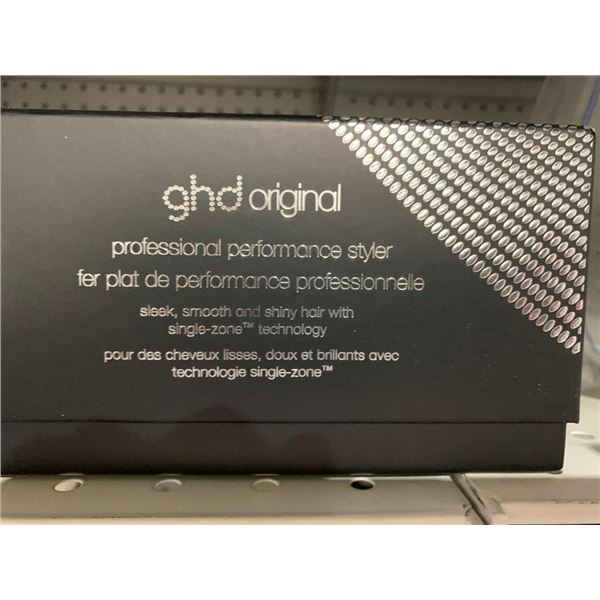 ghd original
professional performance styler
fer plat de performance professionnelle
sleek, smooth and shiny hair with
single-zone™ technology
pour des cheveux lisses, doux et brillants avec
technologie single-zone™